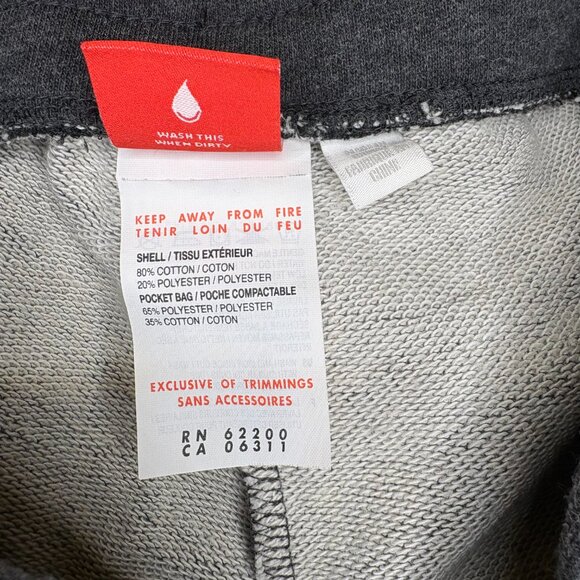 WASH THIS
WHEN DIRTY
KEEP AWAY FROM FIRE
TENIR LOIN DU FEU
SHELL / TISSU EXTÉRIEUR
80% COTTON / COTON
20% POLYESTER / POLYESTER
POCKET BAG / POCHE COMPACTABLE
65% POLYESTER / POLYESTER
35% COTTON / COTON
EXCLUSIVE OF TRIMMINGS
SANS ACCESSOIRES
RN 62200
CA 06311